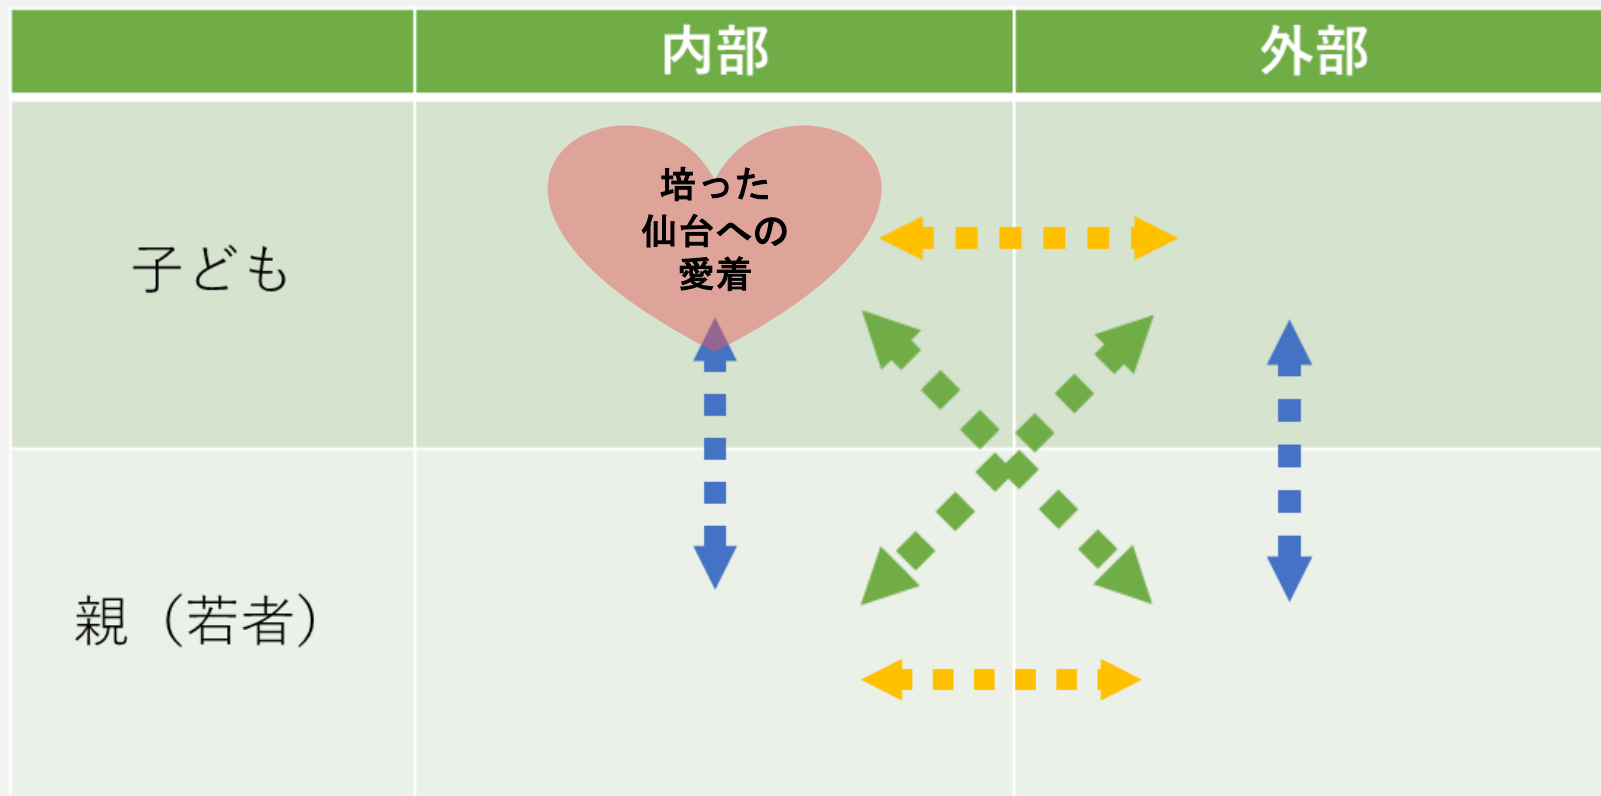 内部
外部
子ども
培った
仙台への
愛着
親（若者）